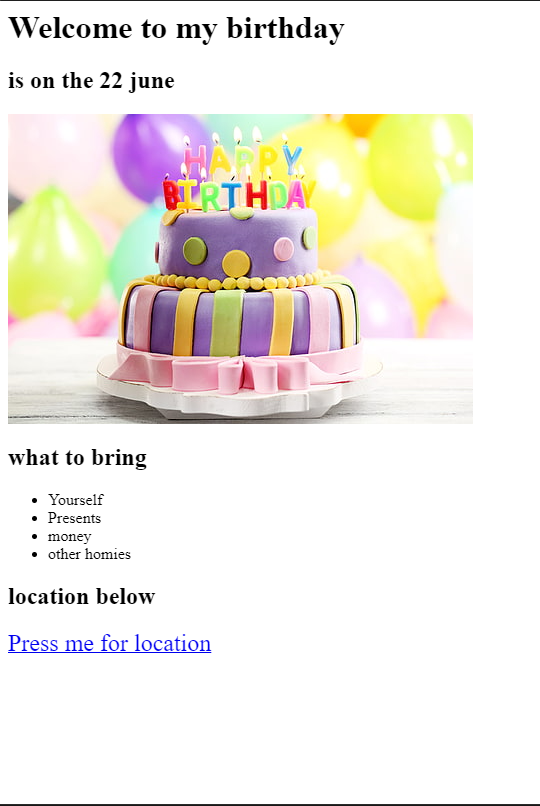 Welcome to my birthday
is on the 22 june
HAPPY
BIRTHDAY
what to bring
Yourself
Presents
money
other homies
location below
Press me for location